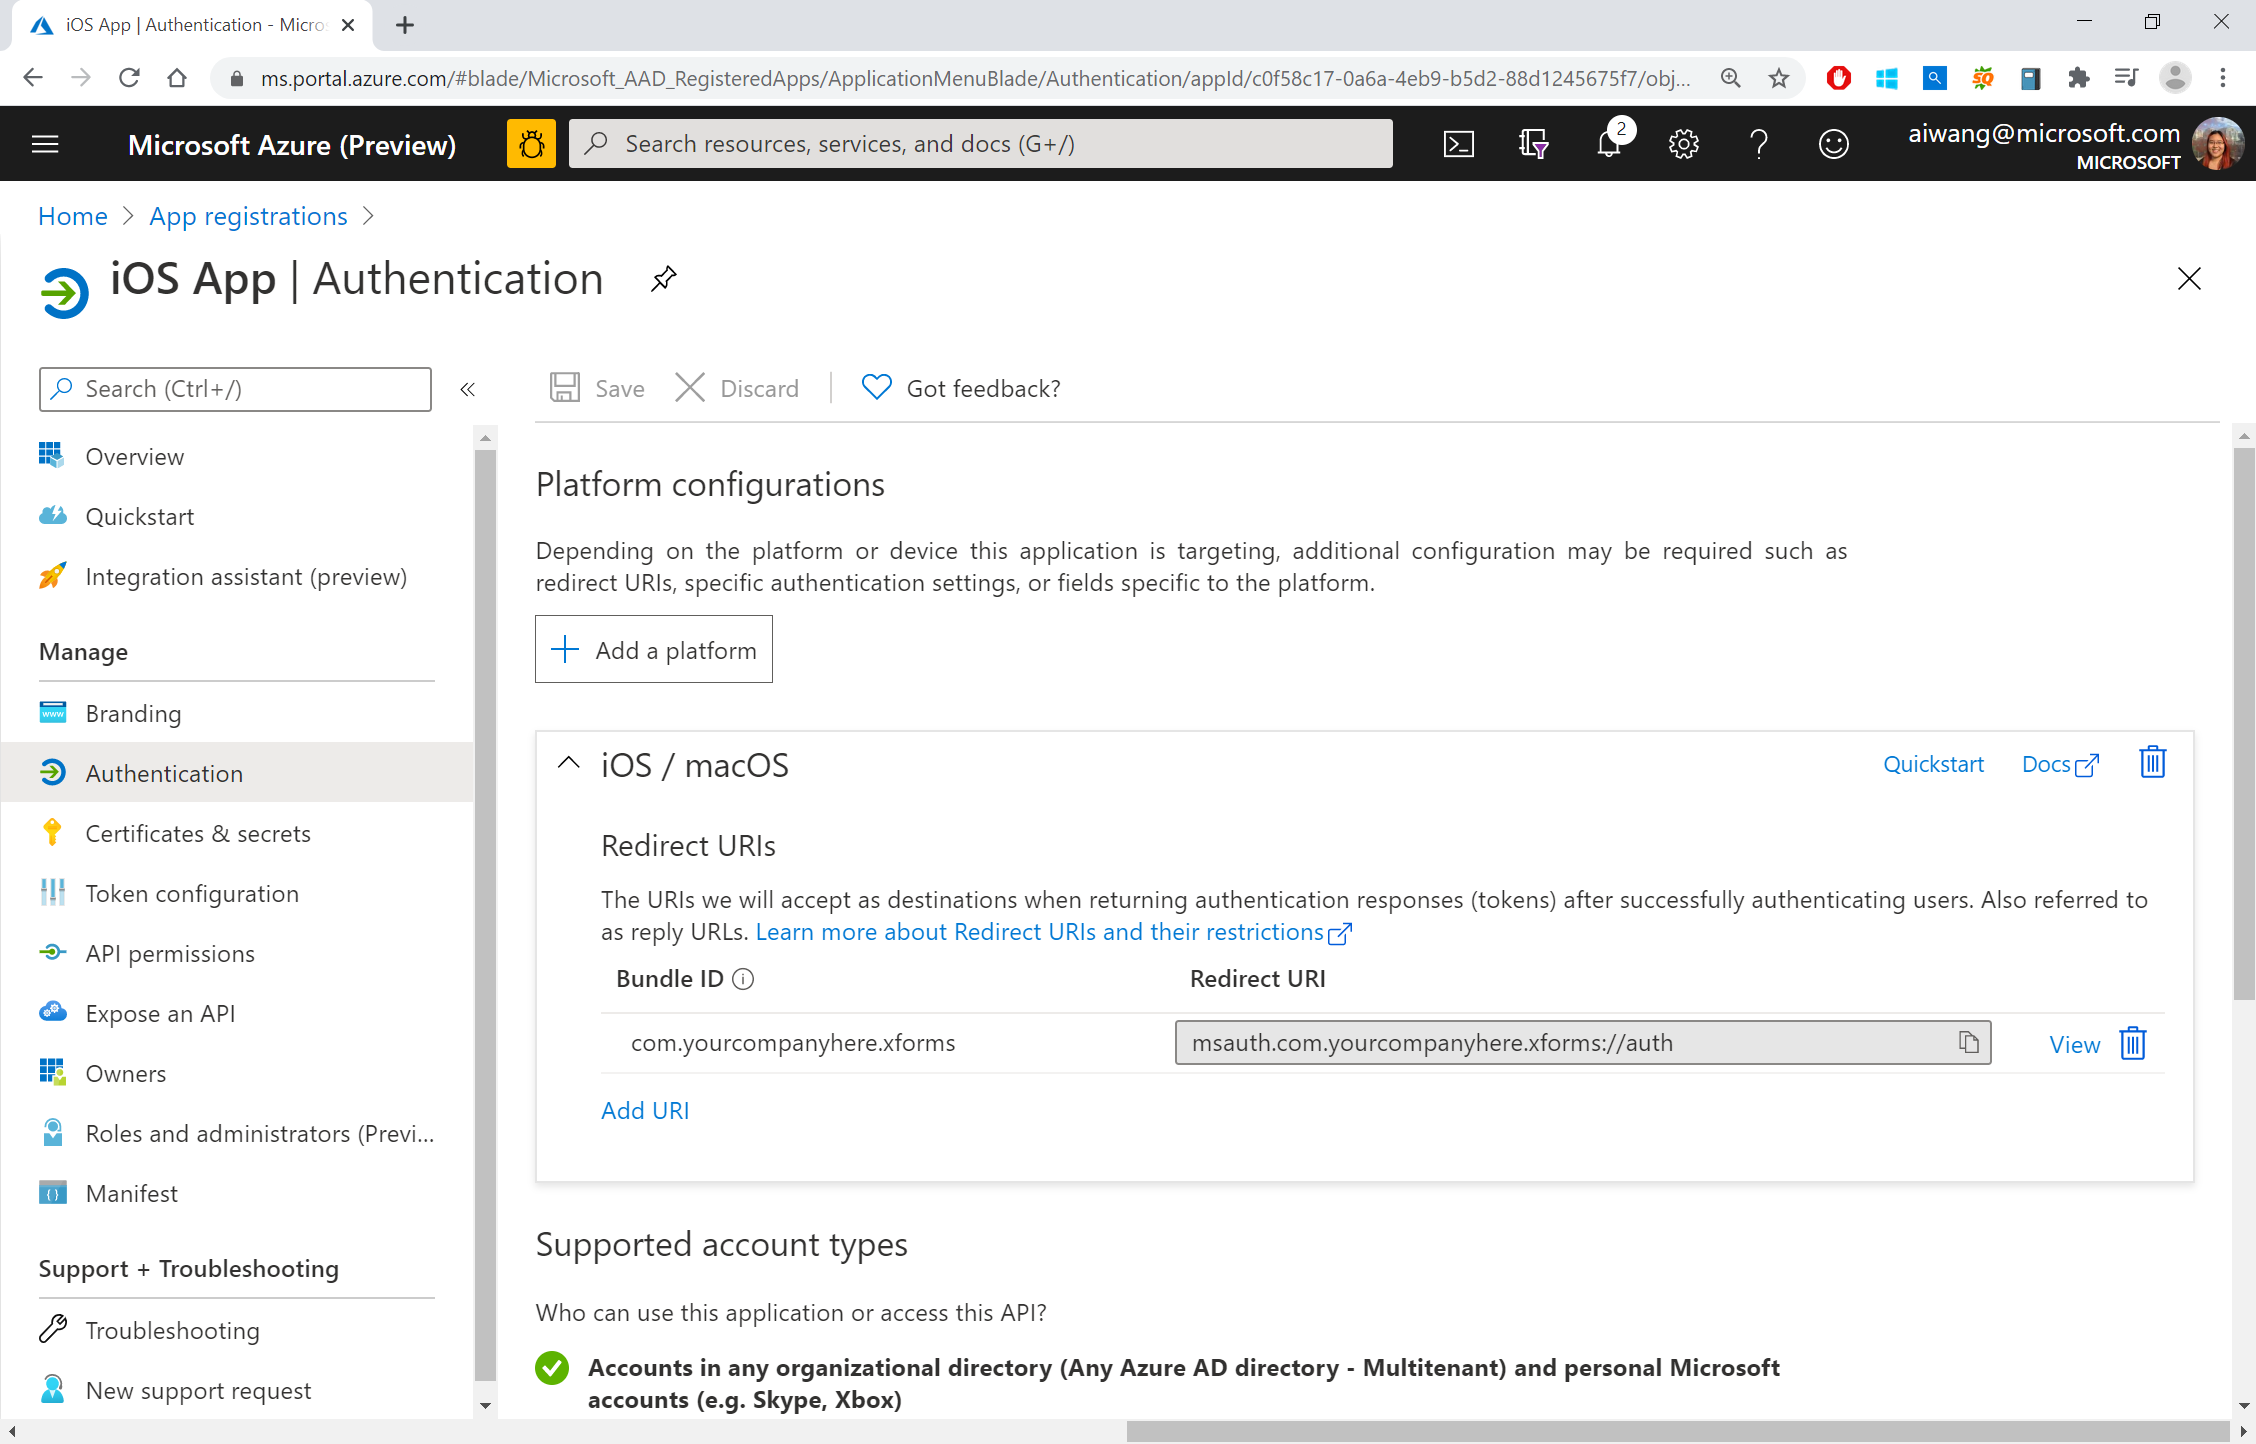 iOS App | Authentication - Micro
ms.portal.azure.com/#blade/Microsoft_AAD_RegisteredApps/ApplicationMenuBlade/Authentication/appId/c0f58c17-0a6a-4eb9-b5d2-88d1245675f7/obj...
Microsoft Azure (Preview)
Search resources, services, and docs (G+/)
2
aiwang@microsoft.com
MICROSOFT
Home > App registrations >
iOS App | Authentication
Search (Ctrl+/)
«
Save
Discard
Got feedback?
Overview
Quickstart
Integration assistant (preview)
Manage
Branding
Authentication
Certificates & secrets
Token configuration
API permissions
Expose an API
Owners
Roles and administrators (Previ...
Manifest
Support + Troubleshooting
Troubleshooting
New support request
Platform configurations
Depending on the platform or device this application is targeting, additional configuration may be required such as
redirect URIs, specific authentication settings, or fields specific to the platform.
Add a platform
iOS / macOS
Quickstart
Docs
Redirect URIs
The URIs we will accept as destinations when returning authentication responses (tokens) after successfully authenticating users. Also referred to
as reply URLs. Learn more about Redirect URIs and their restrictions
Bundle ID
Redirect URI
com.yourcompanyhere.xforms
msauth.com.yourcompanyhere.xforms://auth
View
Add URI
Supported account types
Who can use this application or access this API?
Accounts in any organizational directory (Any Azure AD directory - Multitenant) and personal Microsoft
accounts (e.g. Skype, Xbox)